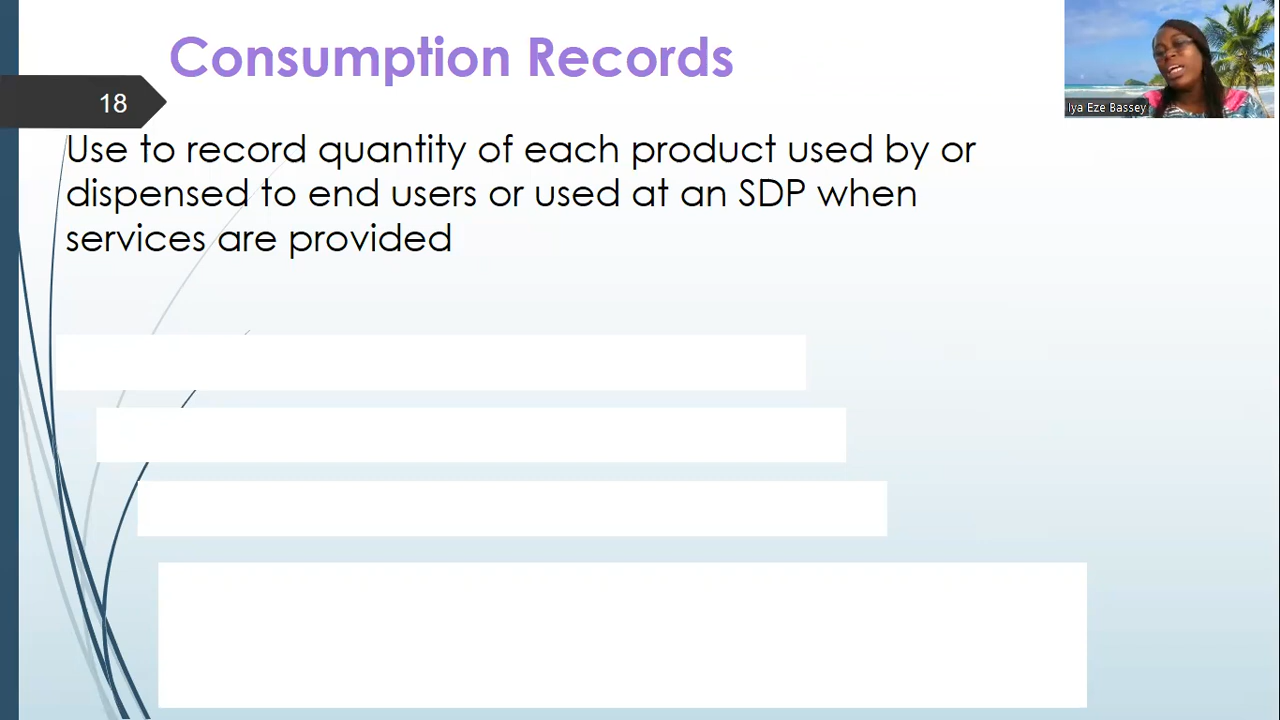 Consumption Records
18
Use to record quantity of each product used by or
dispensed to end users or used at an SDP when
services are provided
Iya Eze Bassey